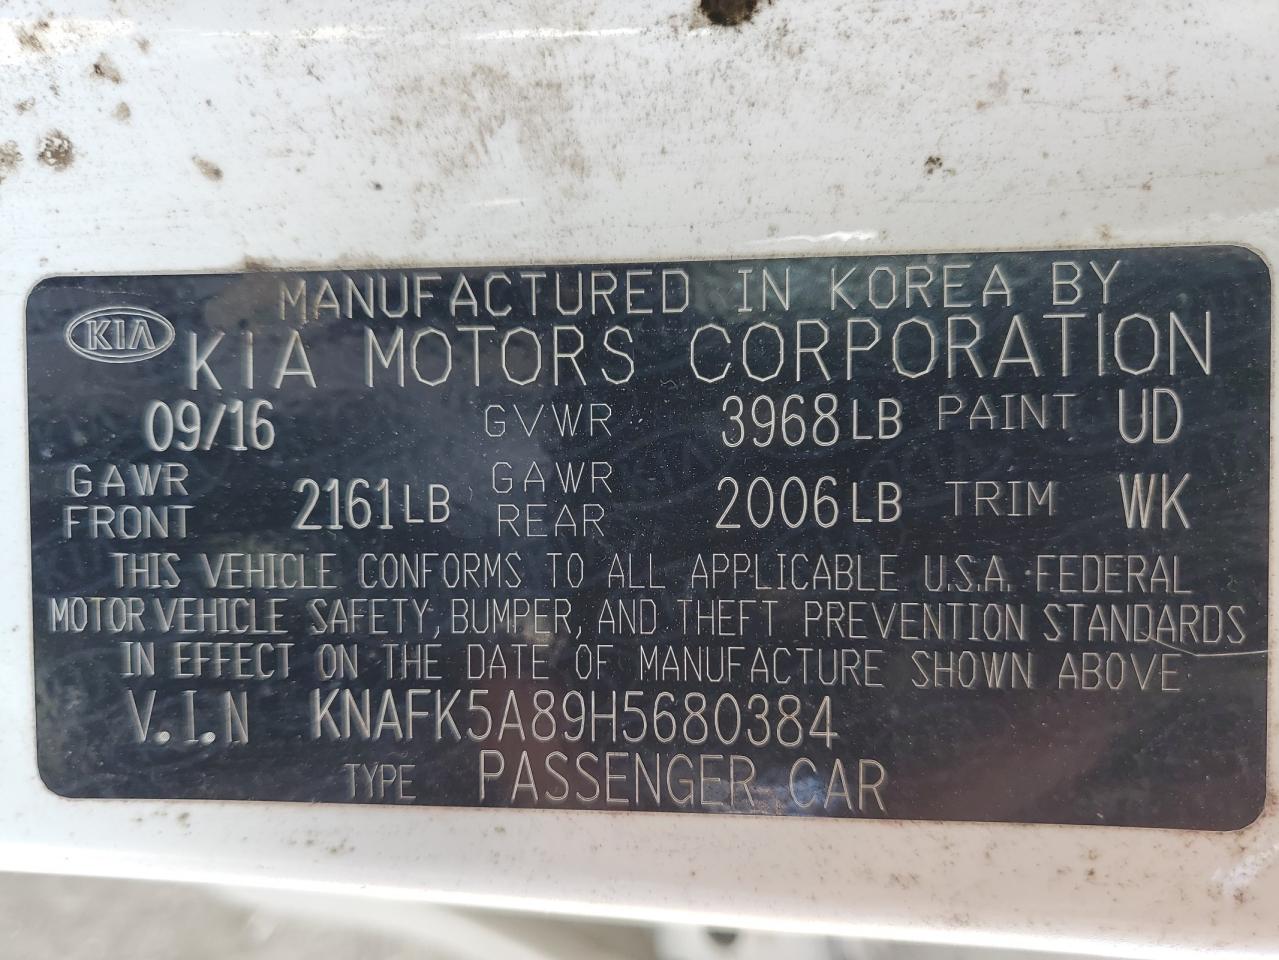 MANUFACTURED IN KOREA BY
KIA KIA MOTORS CORPORATION
09/16 GVWR 3968LB PAINT UD
GAWR FRONT 2161LB GAWR REAR 2006LB TRIM WK
THIS VEHICLE CONFORMS TO ALL APPLICABLE U.S.A. FEDERAL
MOTOR VEHICLE SAFETY, BUMPER, AND THEFT PREVENTION STANDARDS
IN EFFECT ON THE DATE OF MANUFACTURE SHOWN ABOVE
V.I.N KNAFK5A89H5680384
TYPE PASSENGER CAR